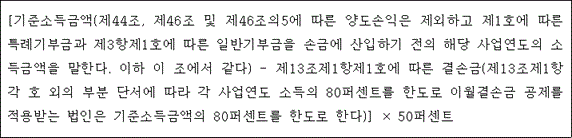 [기준소득금액(제44조, 제46조 및 제46조의5에 따른 양도손익은 제외하고 제1호에 따른
특례기부금과 제3항제1호에 따른 일반기부금을 손금에 산입하기 전의 해당 사업연도의 소
득금액을 말한다. 이하 이 조에서 같다) - 제13조제1항제1호에 따른 결손금(제13조제1항
각 호 외의 부분 단서에 따라 각 사업연도 소득의 80퍼센트를 한도로 이월결손금 공제를
적용받는 법인은 기준소득금액의 80퍼센트를 한도로 한다)] × 50퍼센트